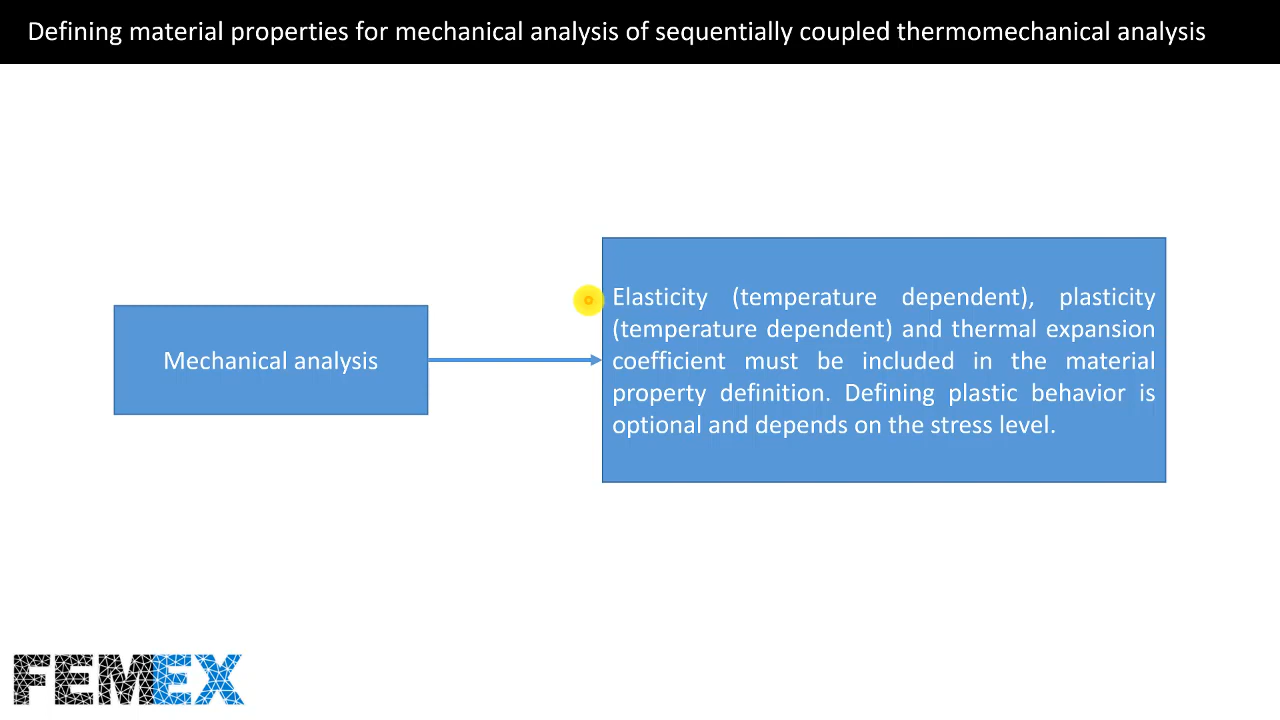 Defining material properties for mechanical analysis of sequentially coupled thermomechanical analysis
Mechanical analysis
Elasticity (temperature dependent), plasticity
(temperature dependent) and thermal expansion
coefficient must be included in the material
property definition. Defining plastic behavior is
optional and depends on the stress level.
FEMEX